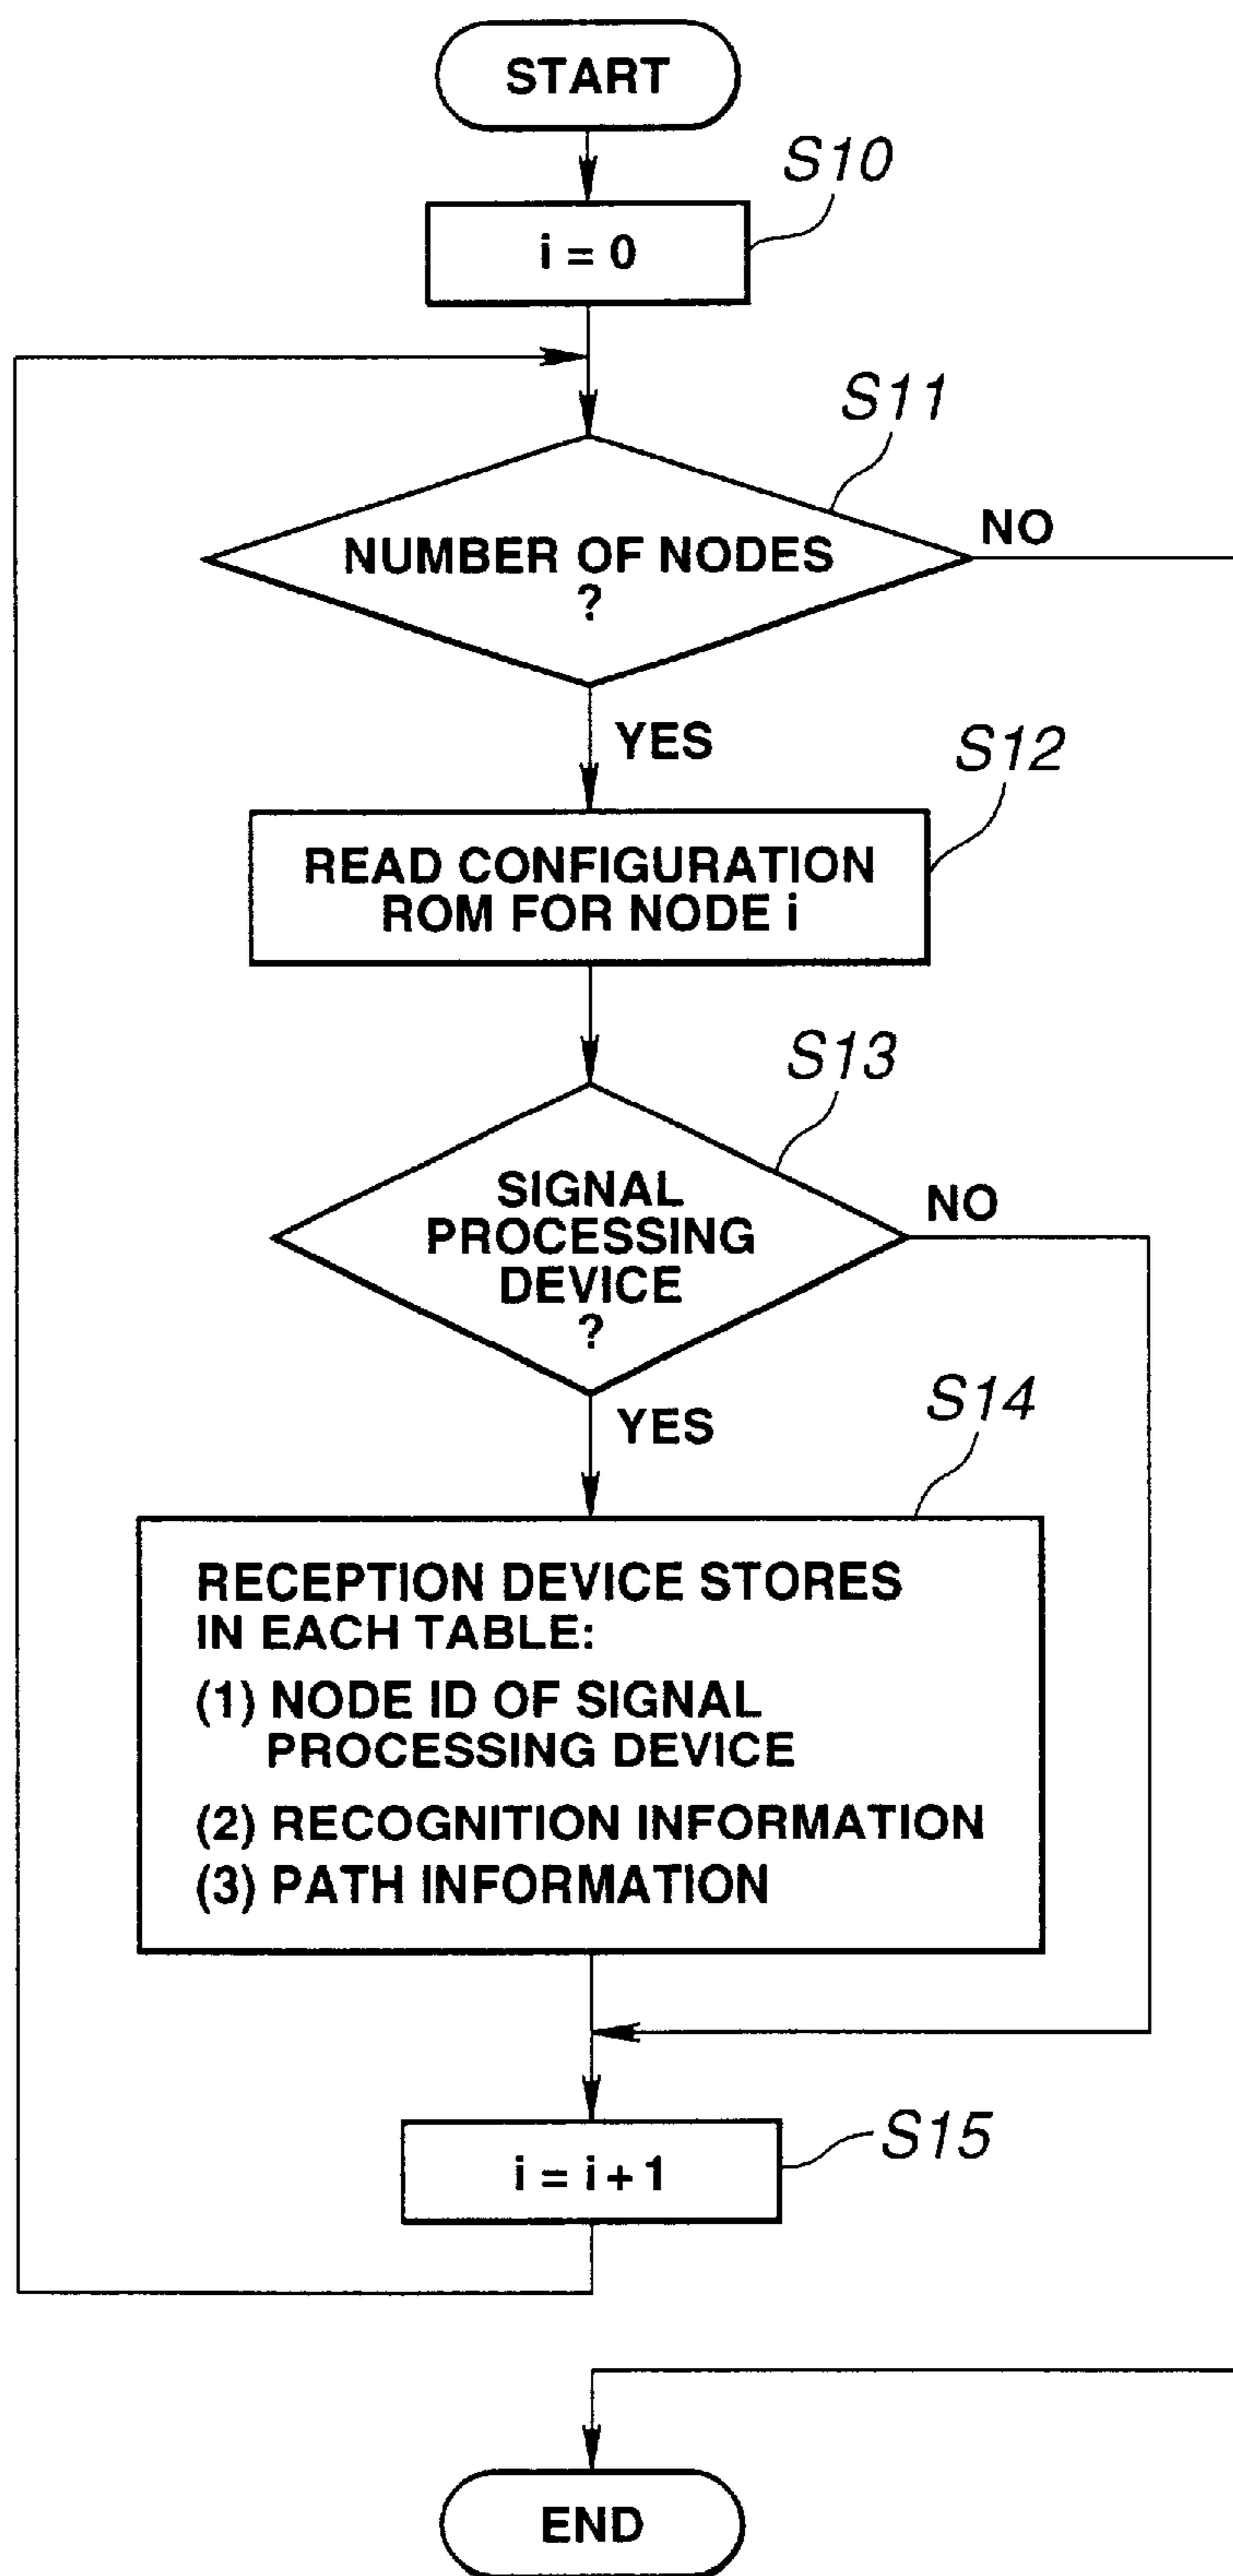 START
S10
i = 0
S11
NUMBER OF NODES
?
NO
YES
S12
READ CONFIGURATION
ROM FOR NODE i
S13
SIGNAL
PROCESSING
DEVICE
?
NO
YES
S14
RECEPTION DEVICE STORES
IN EACH TABLE:
(1) NODE ID OF SIGNAL
PROCESSING DEVICE
(2) RECOGNITION INFORMATION
(3) PATH INFORMATION
S15
i = i + 1
END